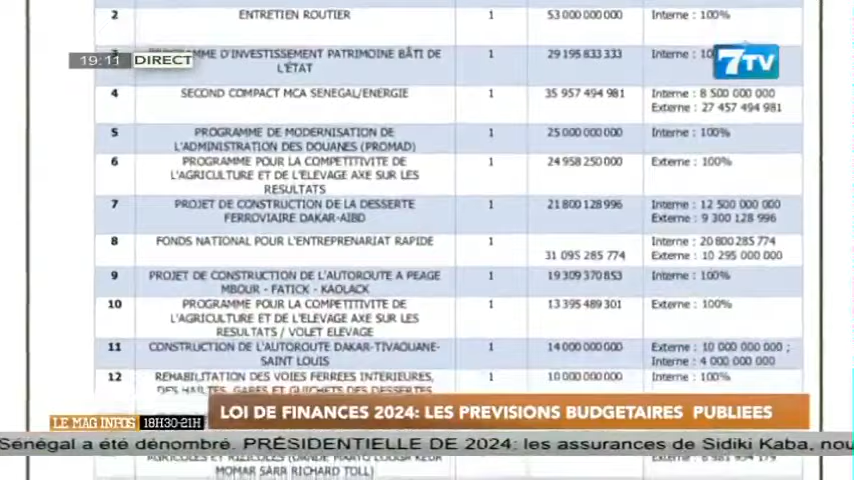 2 ENTRETIEN ROUTIER 1 53 000 000 000 Interne : 100%
PROGRAMME D'INVESTISSEMENT PATRIMOINE BÂTI DE 1 29 195 833 333 Interne :
L'ÉTAT
19:11 DIRECT
7TV
4 SECOND COMPACT MCA SENEGAL/ENERGIE 1 35 957 494 981 Interne : 8 500 000 000
Externe : 27 457 494 981
5 PROGRAMME DE MODERNISATION DE 1 25 000 000 000 Interne : 100%
L'ADMINISTRATION DES DOUANES (PROMAD)
6 PROGRAMME POUR LA COMPETITIVITE DE 1 24 958 250 000 Externe : 100%
L'AGRICULTURE ET DE L'ELEVAGE AXE SUR LES
RESULTATS
7 PROJET DE CONSTRUCTION DE LA DESSERTE 1 21 800 128 996 Interne : 12 500 000 000
FERROVIAIRE DAKAR-AIBD Externe : 9 300 128 996
8 FONDS NATIONAL POUR L'ENTREPRENARIAT RAPIDE 1 Interne : 20 800 285 774
31 095 285 774 Externe : 10 295 000 000
9 PROJET DE CONSTRUCTION DE L'AUTOROUTE A PEAGE 1 19 309 370 853 Interne : 100%
MBOUR - FATICK - KAOLACK
10 PROGRAMME POUR LA COMPETITIVITE DE 1 13 395 489 301 Externe : 100%
L'AGRICULTURE ET DE L'ELEVAGE AXE SUR LES
RESULTATS / VOLET ELEVAGE
11 CONSTRUCTION DE L'AUTOROUTE DAKAR-TIVAOUANE- 1 14 000 000 000 Externe : 10 000 000 000 ;
SAINT LOUIS Interne : 4 000 000 000
12 REHABILITATION DES VOIES FERREES INTERIEURES, 1 10 000 000 000 Interne : 100%
DES HALTES, GARES ET GUICHETS DES DESSERTES
LE MAG INFOS 18H30-21H LOI DE FINANCES 2024: LES PREVISIONS BUDGETAIRES PUBLIEES
Sénégal a été dénombré. PRÉSIDENTIELLE DE 2024: les assurances de Sidiki Kaba, nou
MOMAR SARR RICHARD TOLL)